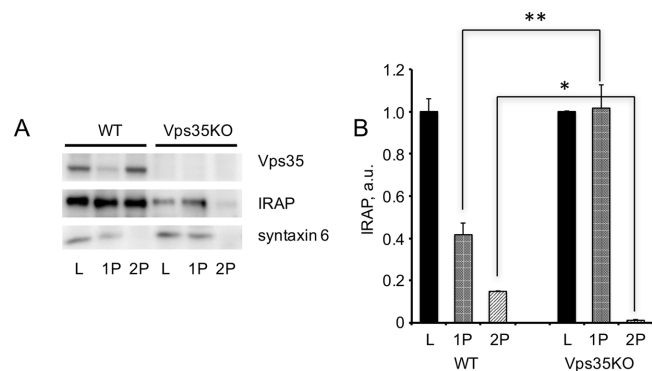 A
WT Vps35KO
Vps35
IRAP
syntaxin 6
L 1P 2P L 1P 2P
B
**
*
IRAP, a.u.
1.2
1.0
0.8
0.6
0.4
0.2
0
L 1P 2P L 1P 2P
WT Vps35KO